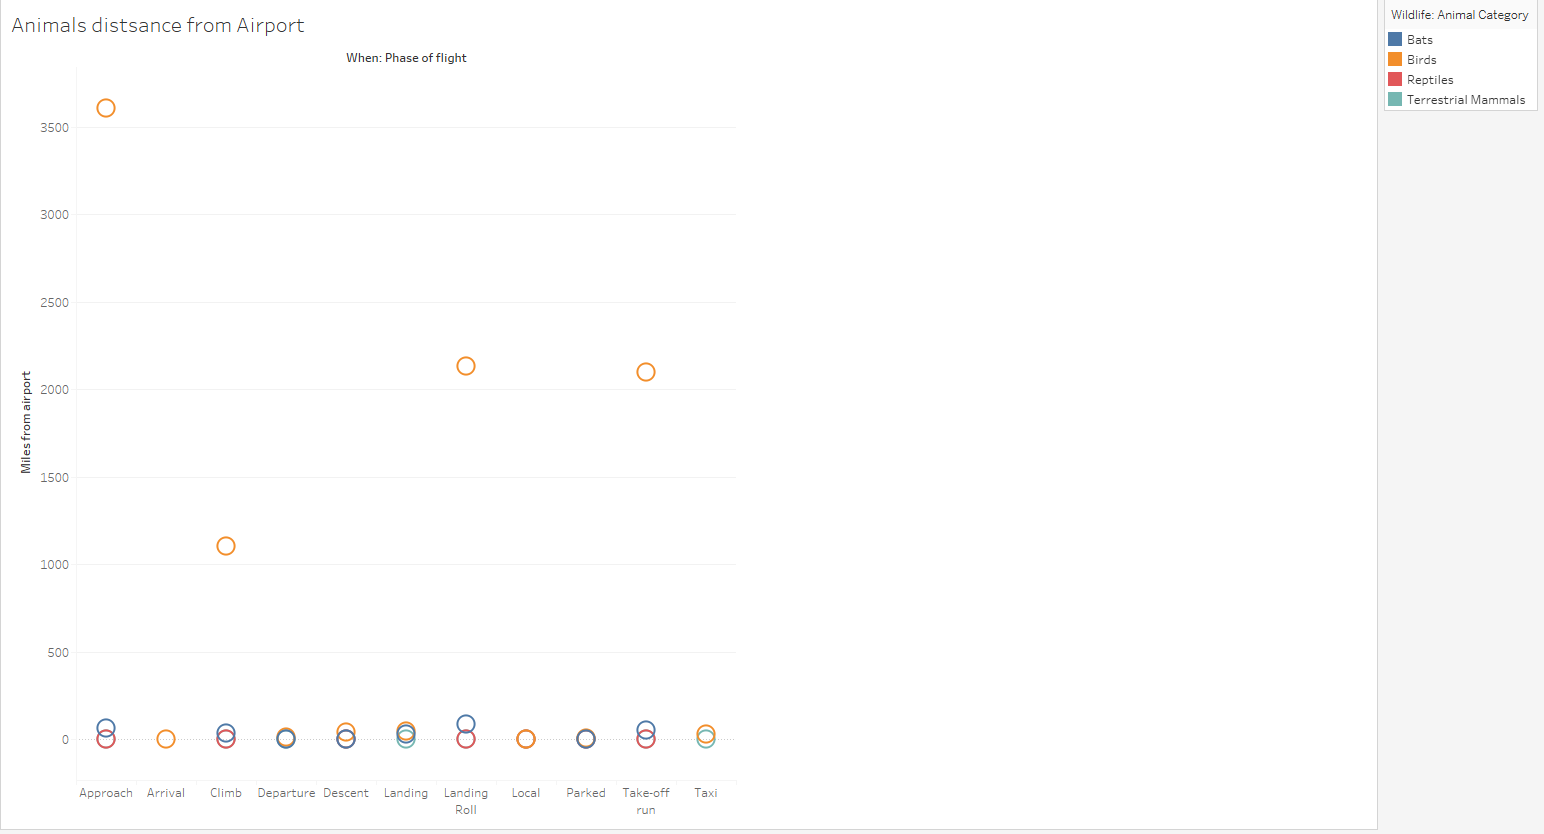 Animals distsance from Airport
When: Phase of flight
Miles from airport
3500
3000
2500
2000
1500
1000
500
0
Approach Arrival Climb Departure Descent Landing Landing Roll Local Parked Take-off run Taxi
Wildlife: Animal Category
Bats
Birds
Reptiles
Terrestrial Mammals